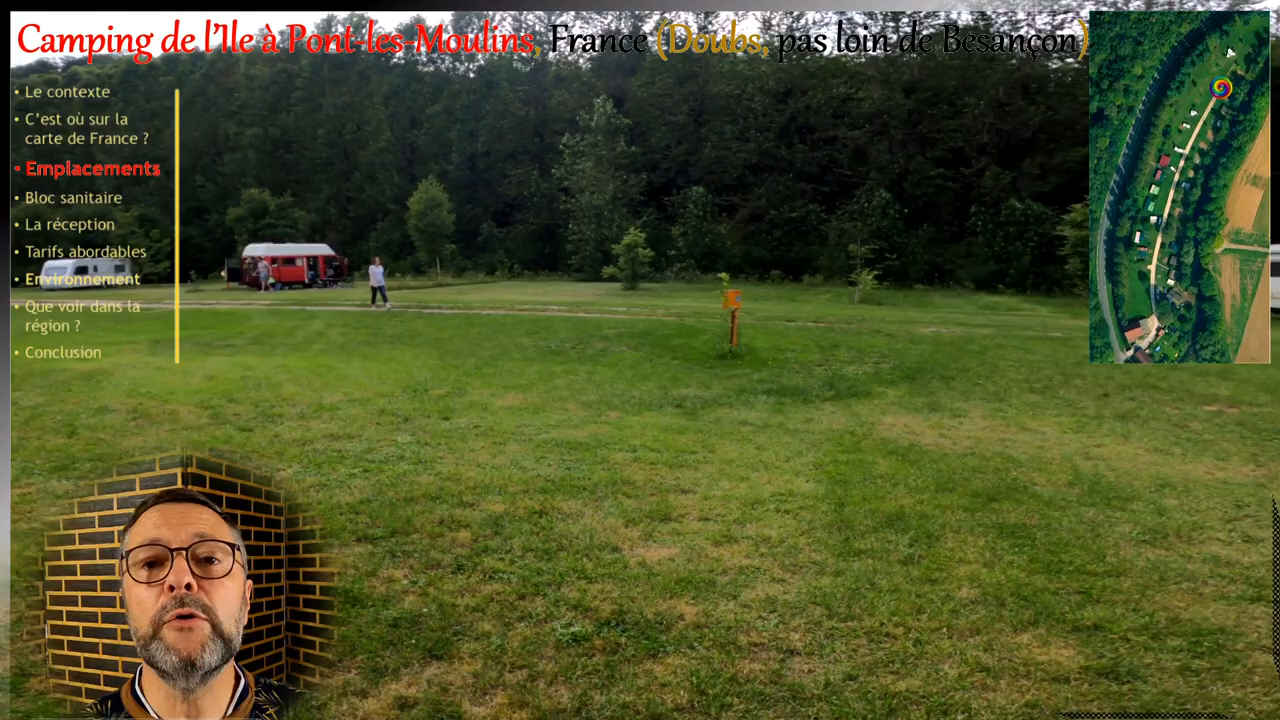 Camping de l'Ile à Pont-les-Moulins, France (Doubs, pas loin de Besançon)
• Le contexte
• C'est où sur la
carte de France ?
• Emplacements
• Bloc sanitaire
• La réception
• Tarifs abordables
• Environnement
• Que voir dans la
région ?
• Conclusion